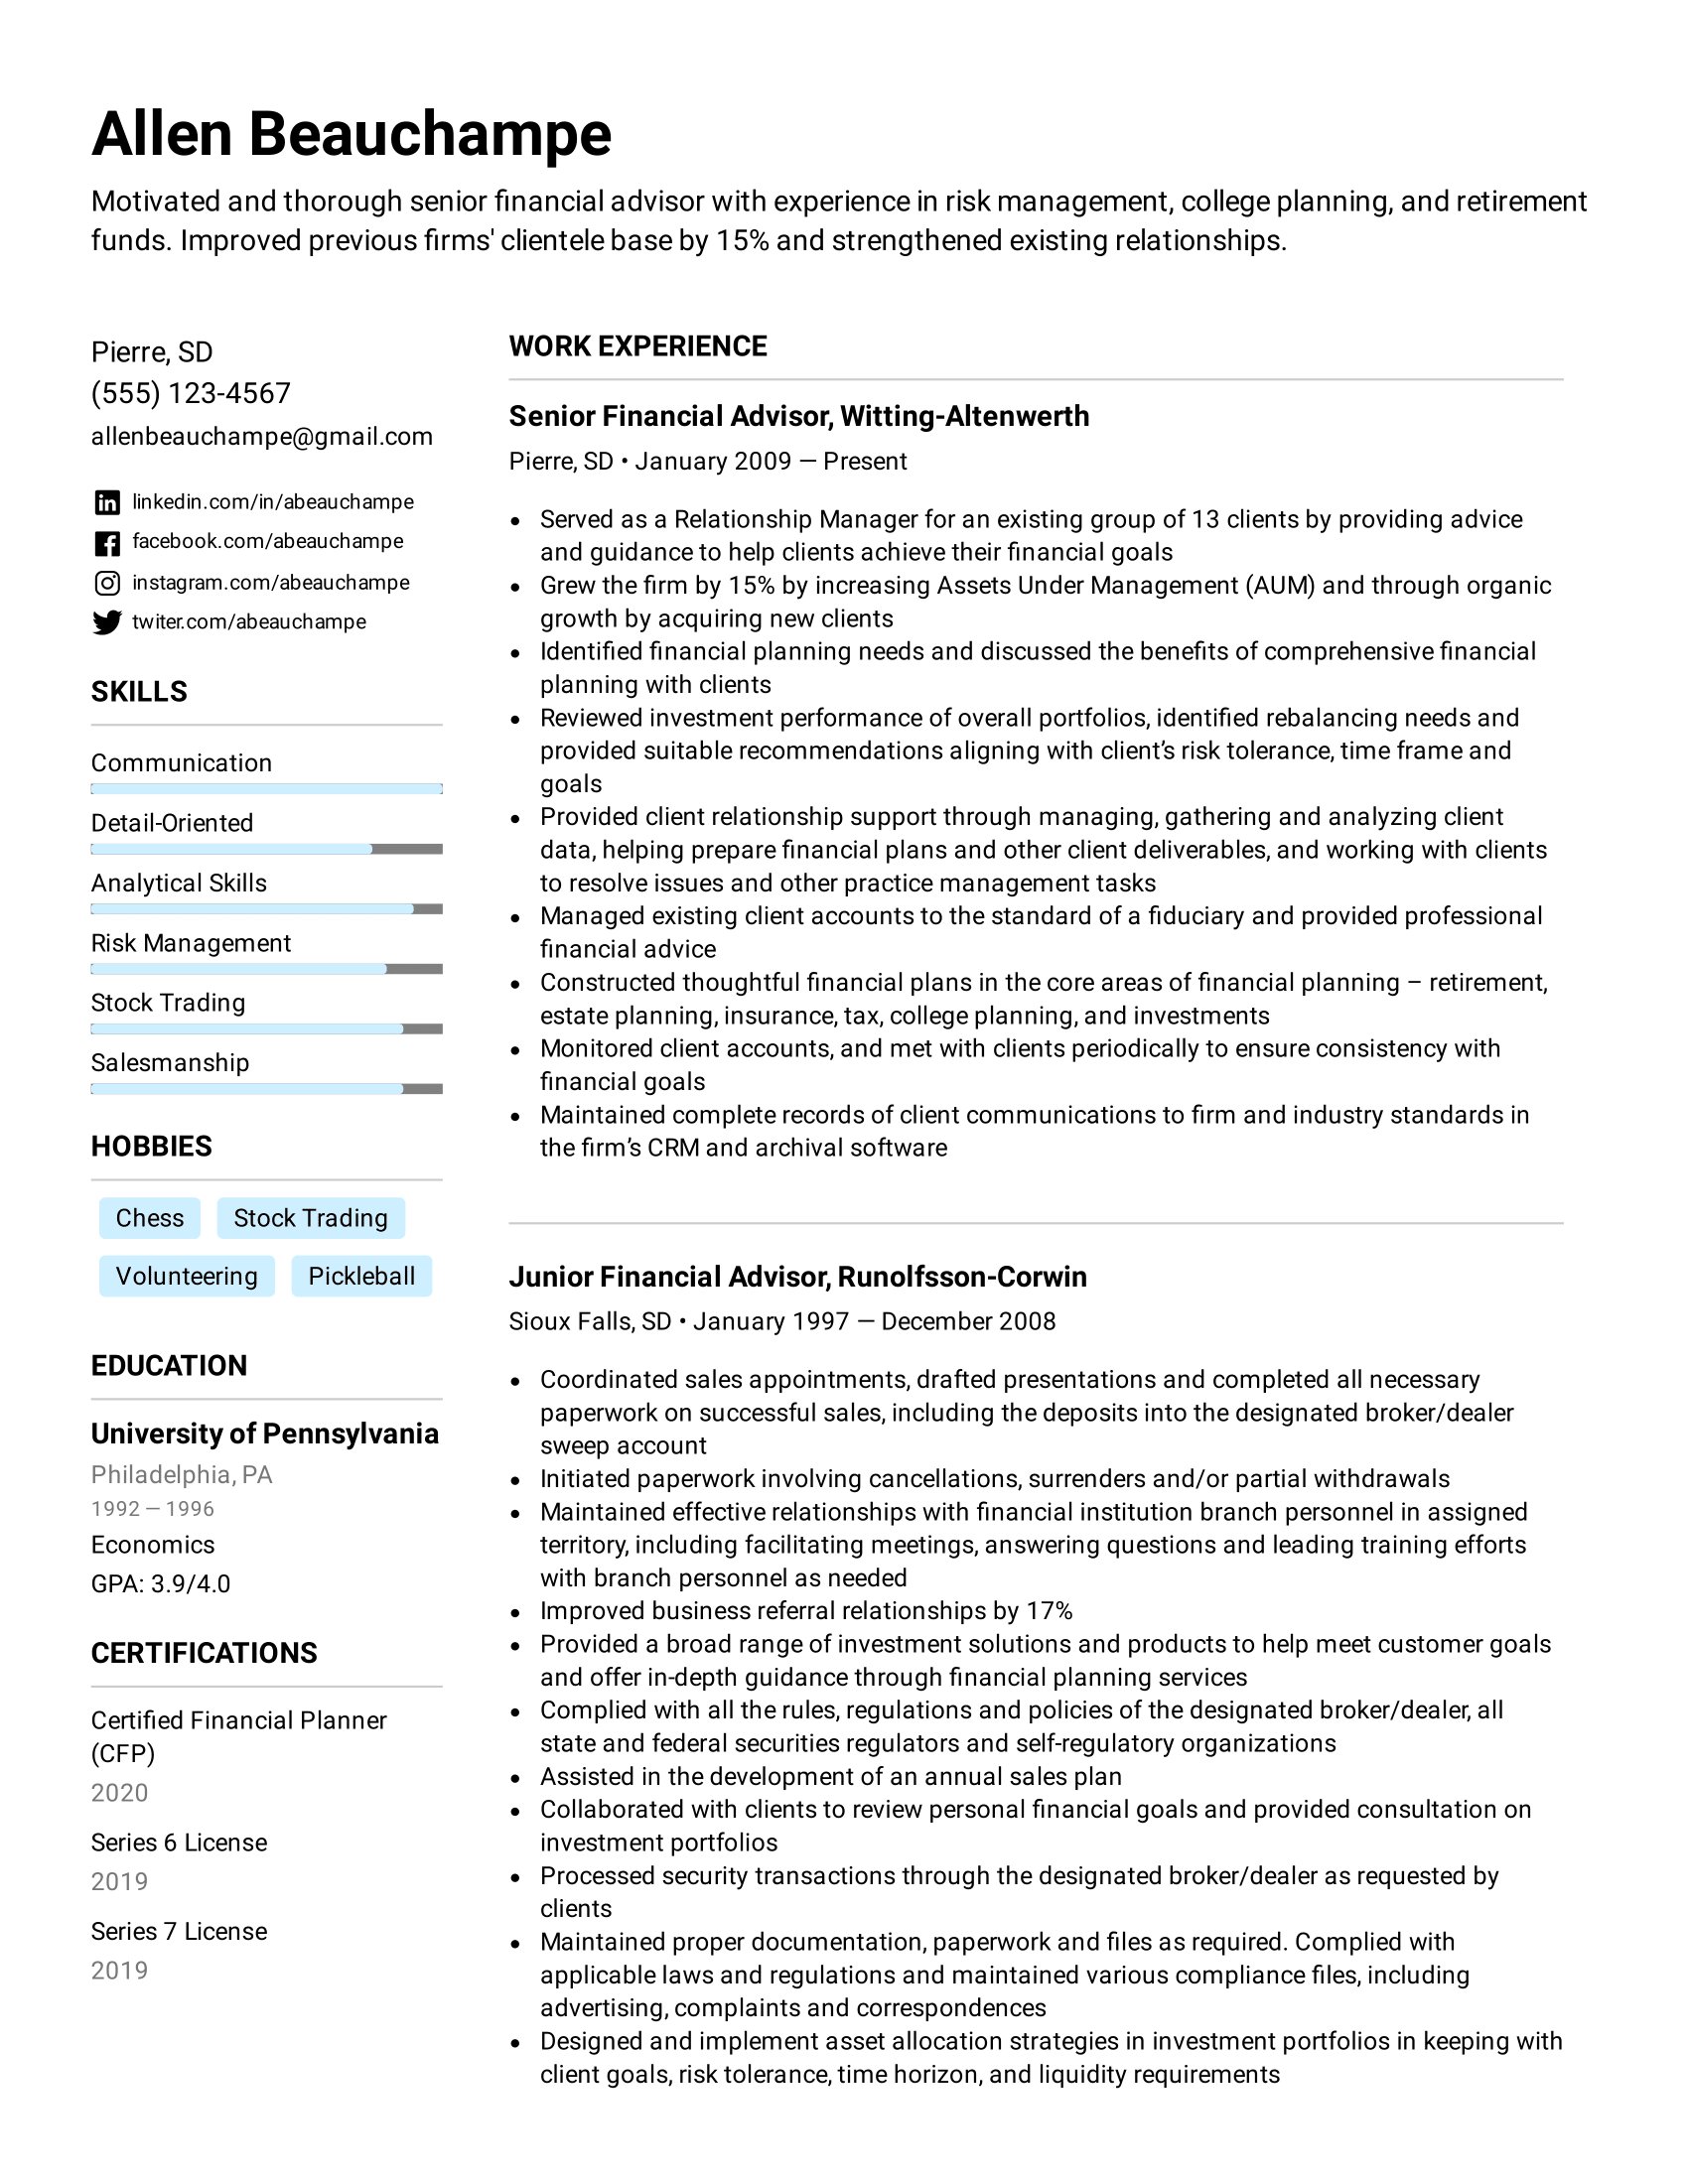 Allen Beauchampe
Motivated and thorough senior financial advisor with experience in risk management, college planning, and retirement
funds. Improved previous firms' clientele base by 15% and strengthened existing relationships.
Pierre, SD
(555) 123-4567
allenbeauchampe@gmail.com
linkedin.com/in/abeauchampe
facebook.com/abeauchampe
instagram.com/abeauchampe
twiter.com/abeauchampe
SKILLS
Communication
Detail-Oriented
Analytical Skills
Risk Management
Stock Trading
Salesmanship
HOBBIES
Chess Stock Trading
Volunteering Pickleball
EDUCATION
University of Pennsylvania
Philadelphia, PA
1992 — 1996
Economics
GPA: 3.9/4.0
CERTIFICATIONS
Certified Financial Planner
(CFP)
2020
Series 6 License
2019
Series 7 License
2019
WORK EXPERIENCE
Senior Financial Advisor, Witting-Altenwerth
Pierre, SD • January 2009 — Present
• Served as a Relationship Manager for an existing group of 13 clients by providing advice
and guidance to help clients achieve their financial goals
• Grew the firm by 15% by increasing Assets Under Management (AUM) and through organic
growth by acquiring new clients
• Identified financial planning needs and discussed the benefits of comprehensive financial
planning with clients
• Reviewed investment performance of overall portfolios, identified rebalancing needs and
provided suitable recommendations aligning with client’s risk tolerance, time frame and
goals
• Provided client relationship support through managing, gathering and analyzing client
data, helping prepare financial plans and other client deliverables, and working with clients
to resolve issues and other practice management tasks
• Managed existing client accounts to the standard of a fiduciary and provided professional
financial advice
• Constructed thoughtful financial plans in the core areas of financial planning – retirement,
estate planning, insurance, tax, college planning, and investments
• Monitored client accounts, and met with clients periodically to ensure consistency with
financial goals
• Maintained complete records of client communications to firm and industry standards in
the firm’s CRM and archival software
Junior Financial Advisor, Runolfsson-Corwin
Sioux Falls, SD • January 1997 — December 2008
• Coordinated sales appointments, drafted presentations and completed all necessary
paperwork on successful sales, including the deposits into the designated broker/dealer
sweep account
• Initiated paperwork involving cancellations, surrenders and/or partial withdrawals
• Maintained effective relationships with financial institution branch personnel in assigned
territory, including facilitating meetings, answering questions and leading training efforts
with branch personnel as needed
• Improved business referral relationships by 17%
• Provided a broad range of investment solutions and products to help meet customer goals
and offer in-depth guidance through financial planning services
• Complied with all the rules, regulations and policies of the designated broker/dealer, all
state and federal securities regulators and self-regulatory organizations
• Assisted in the development of an annual sales plan
• Collaborated with clients to review personal financial goals and provided consultation on
investment portfolios
• Processed security transactions through the designated broker/dealer as requested by
clients
• Maintained proper documentation, paperwork and files as required. Complied with
applicable laws and regulations and maintained various compliance files, including
advertising, complaints and correspondences
• Designed and implement asset allocation strategies in investment portfolios in keeping with
client goals, risk tolerance, time horizon, and liquidity requirements